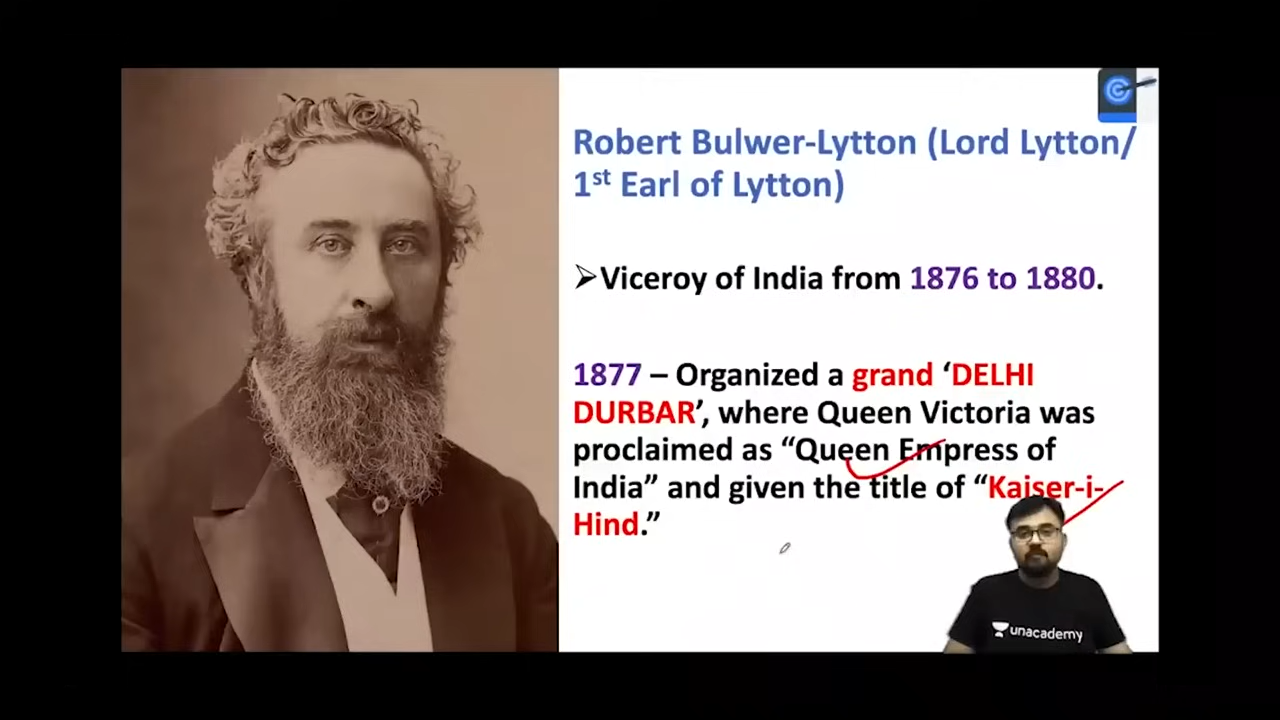 Robert Bulwer-Lytton (Lord Lytton/
1st Earl of Lytton)
➢Viceroy of India from 1876 to 1880.
1877 – Organized a grand ‘DELHI
DURBAR’, where Queen Victoria was
proclaimed as “Queen Empress of
India” and given the title of “Kaiser-i-
Hind.”
unacademy